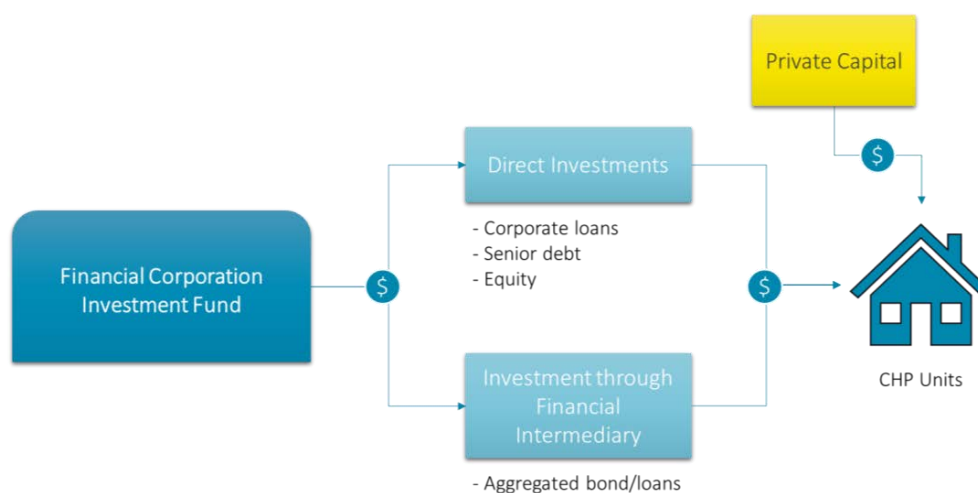 Private Capital
$
Direct Investments
- Corporate loans
- Senior debt
- Equity
Financial Corporation
Investment Fund
$
$
CHP Units
Investment through
Financial
Intermediary
- Aggregated bond/loans